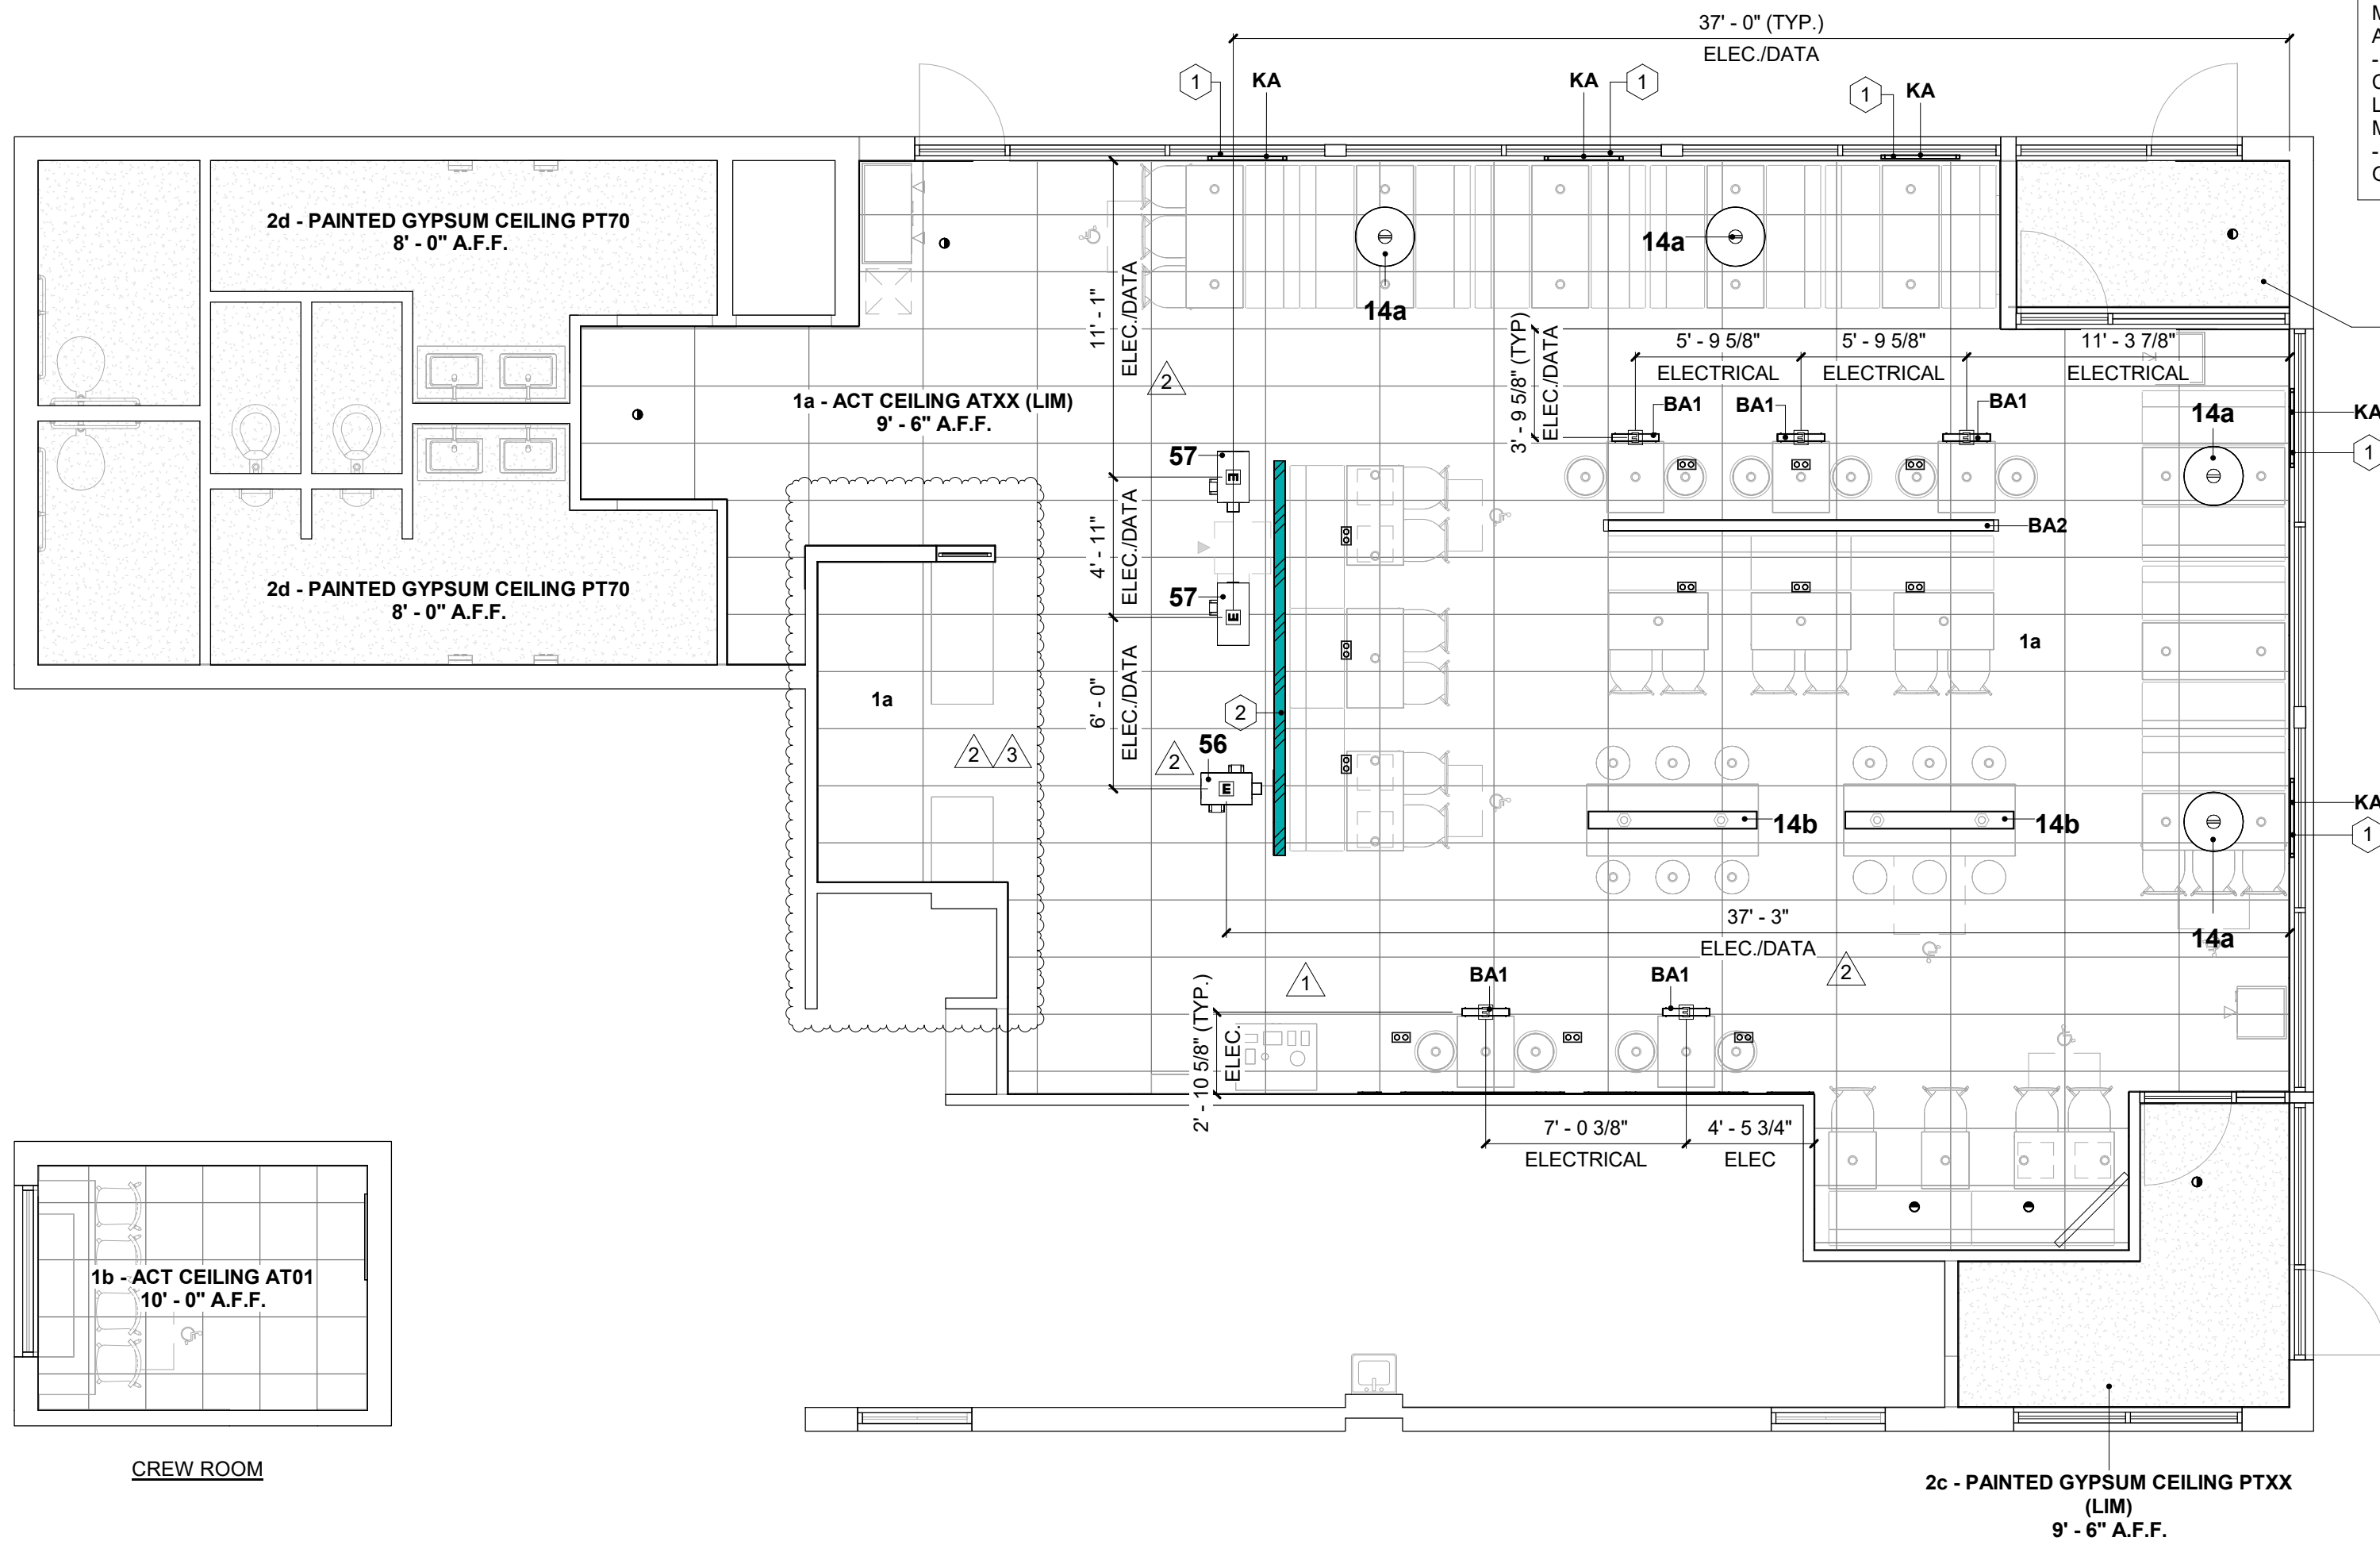 37' - 0" (TYP.)
ELEC./DATA
1
KA
KA
1
1
KA
2d - PAINTED GYPSUM CEILING PT70
8' - 0" A.F.F.
14a
14a
11' - 1"
ELEC./DATA
2
3' - 9 5/8" (TYP)
ELEC./DATA
5' - 9 5/8"
ELECTRICAL
5' - 9 5/8"
ELECTRICAL
11' - 3 7/8"
ELECTRICAL
1a - ACT CEILING ATXX (LIM)
9' - 6" A.F.F.
BA1
BA1
BA1
14a
KA
1
57
E
4' - 11"
ELEC./DATA
BA2
2d - PAINTED GYPSUM CEILING PT70
8' - 0" A.F.F.
57
E
1a
1a
6' - 0"
ELEC./DATA
2
2
3
2
56
E
14b
14b
KA
1
14a
37' - 3"
ELEC./DATA
1
2
BA1
BA1
2' - 10 5/8" (TYP.)
ELEC.
7' - 0 3/8"
ELECTRICAL
4' - 5 3/4"
ELEC
1b - ACT CEILING AT01
10' - 0" A.F.F.
CREW ROOM
2c - PAINTED GYPSUM CEILING PTXX
(LIM)
9' - 6" A.F.F.